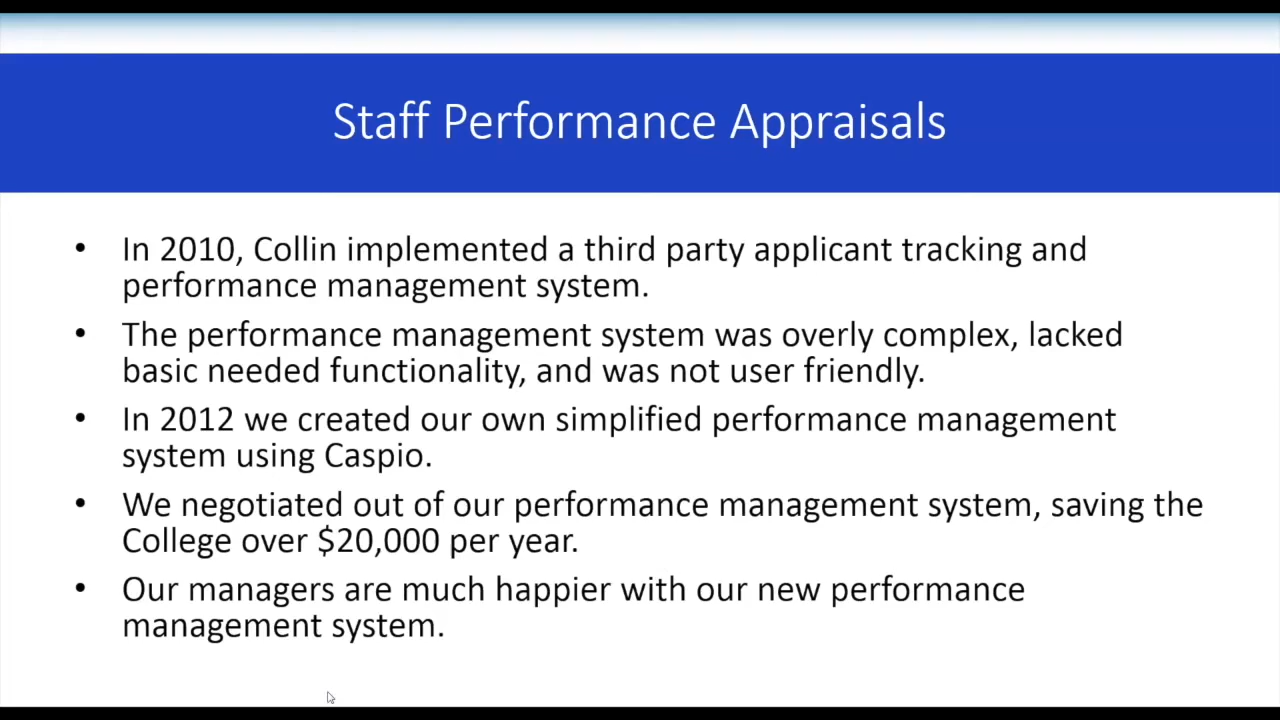 Staff Performance Appraisals
• In 2010, Collin implemented a third party applicant tracking and
performance management system.
• The performance management system was overly complex, lacked
basic needed functionality, and was not user friendly.
• In 2012 we created our own simplified performance management
system using Caspio.
• We negotiated out of our performance management system, saving the
College over $20,000 per year.
• Our managers are much happier with our new performance
management system.